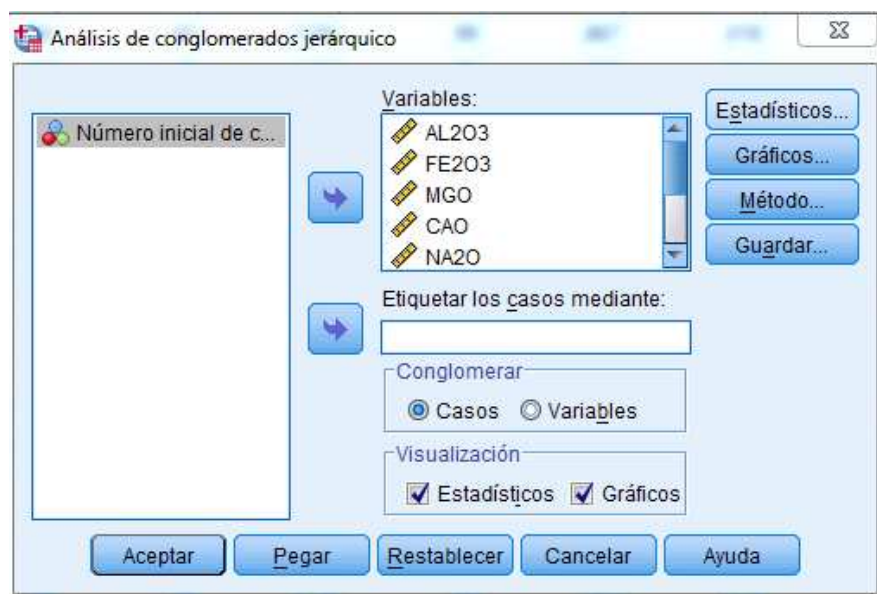 Análisis de conglomerados jerárquico
Número inicial de c...
Variables:
AL2O3
FE2O3
MGO
CAO
NA2O
Estadísticos...
Gráficos...
Método...
Guardar...
Etiquetar los casos mediante:
Conglomerar
Casos Variables
Visualización
Estadísticos Gráficos
Aceptar Pegar Restablecer Cancelar Ayuda